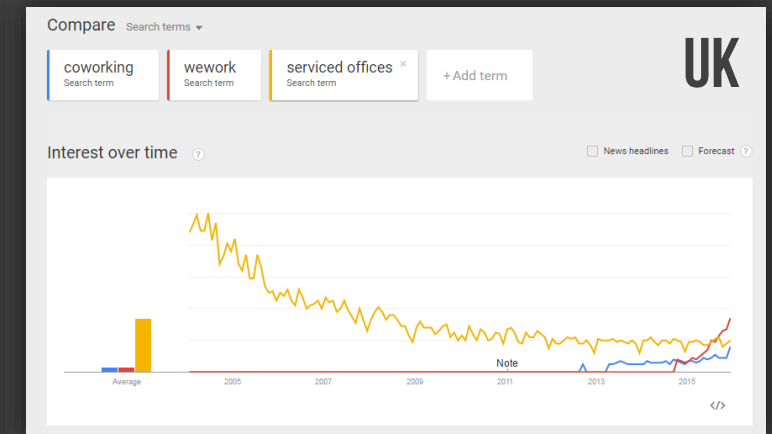 Compare Search terms
UK
coworking
Search term
wework
Search term
serviced offices ×
Search term
+Add term
Interest over time ?
News headlines
Forecast ?
Note
Average
2005
2007
2009
2011
2013
2015
</>